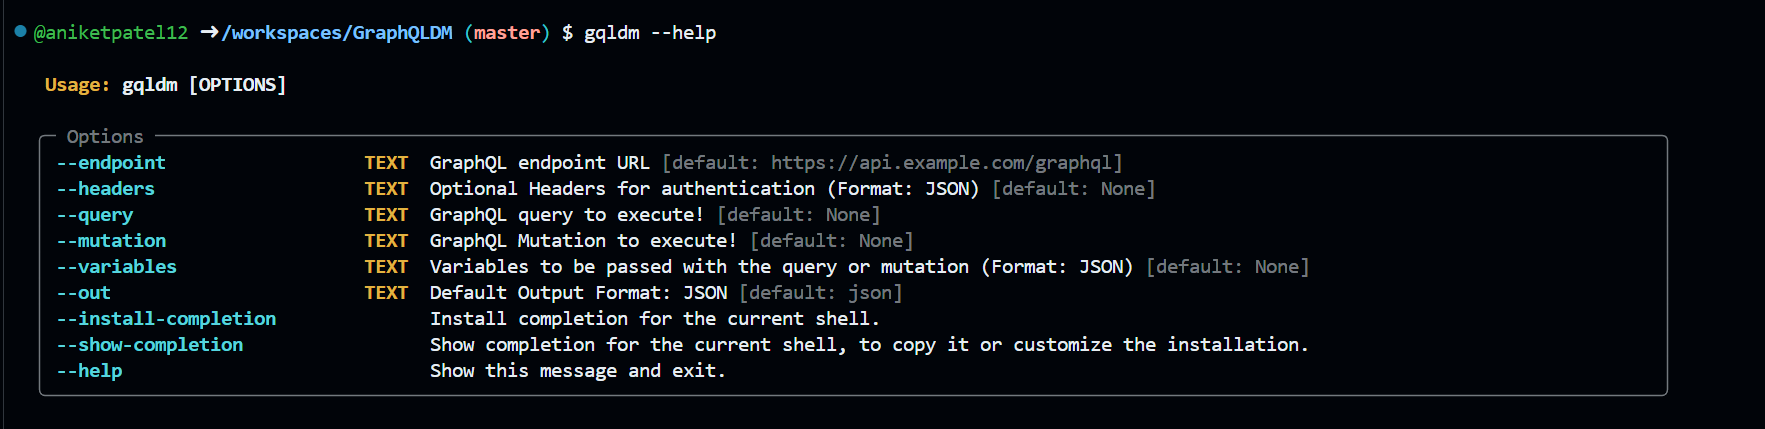 @aniketpatel12 ➜/workspaces/GraphQLDM (master) $ gqldm --help
Usage: gqldm [OPTIONS]
Options
--endpoint TEXT GraphQL endpoint URL [default: https://api.example.com/graphql]
--headers TEXT Optional Headers for authentication (Format: JSON) [default: None]
--query TEXT GraphQL query to execute! [default: None]
--mutation TEXT GraphQL Mutation to execute! [default: None]
--variables TEXT Variables to be passed with the query or mutation (Format: JSON) [default: None]
--out TEXT Default Output Format: JSON [default: json]
--install-completion Install completion for the current shell.
--show-completion Show completion for the current shell, to copy it or customize the installation.
--help Show this message and exit.